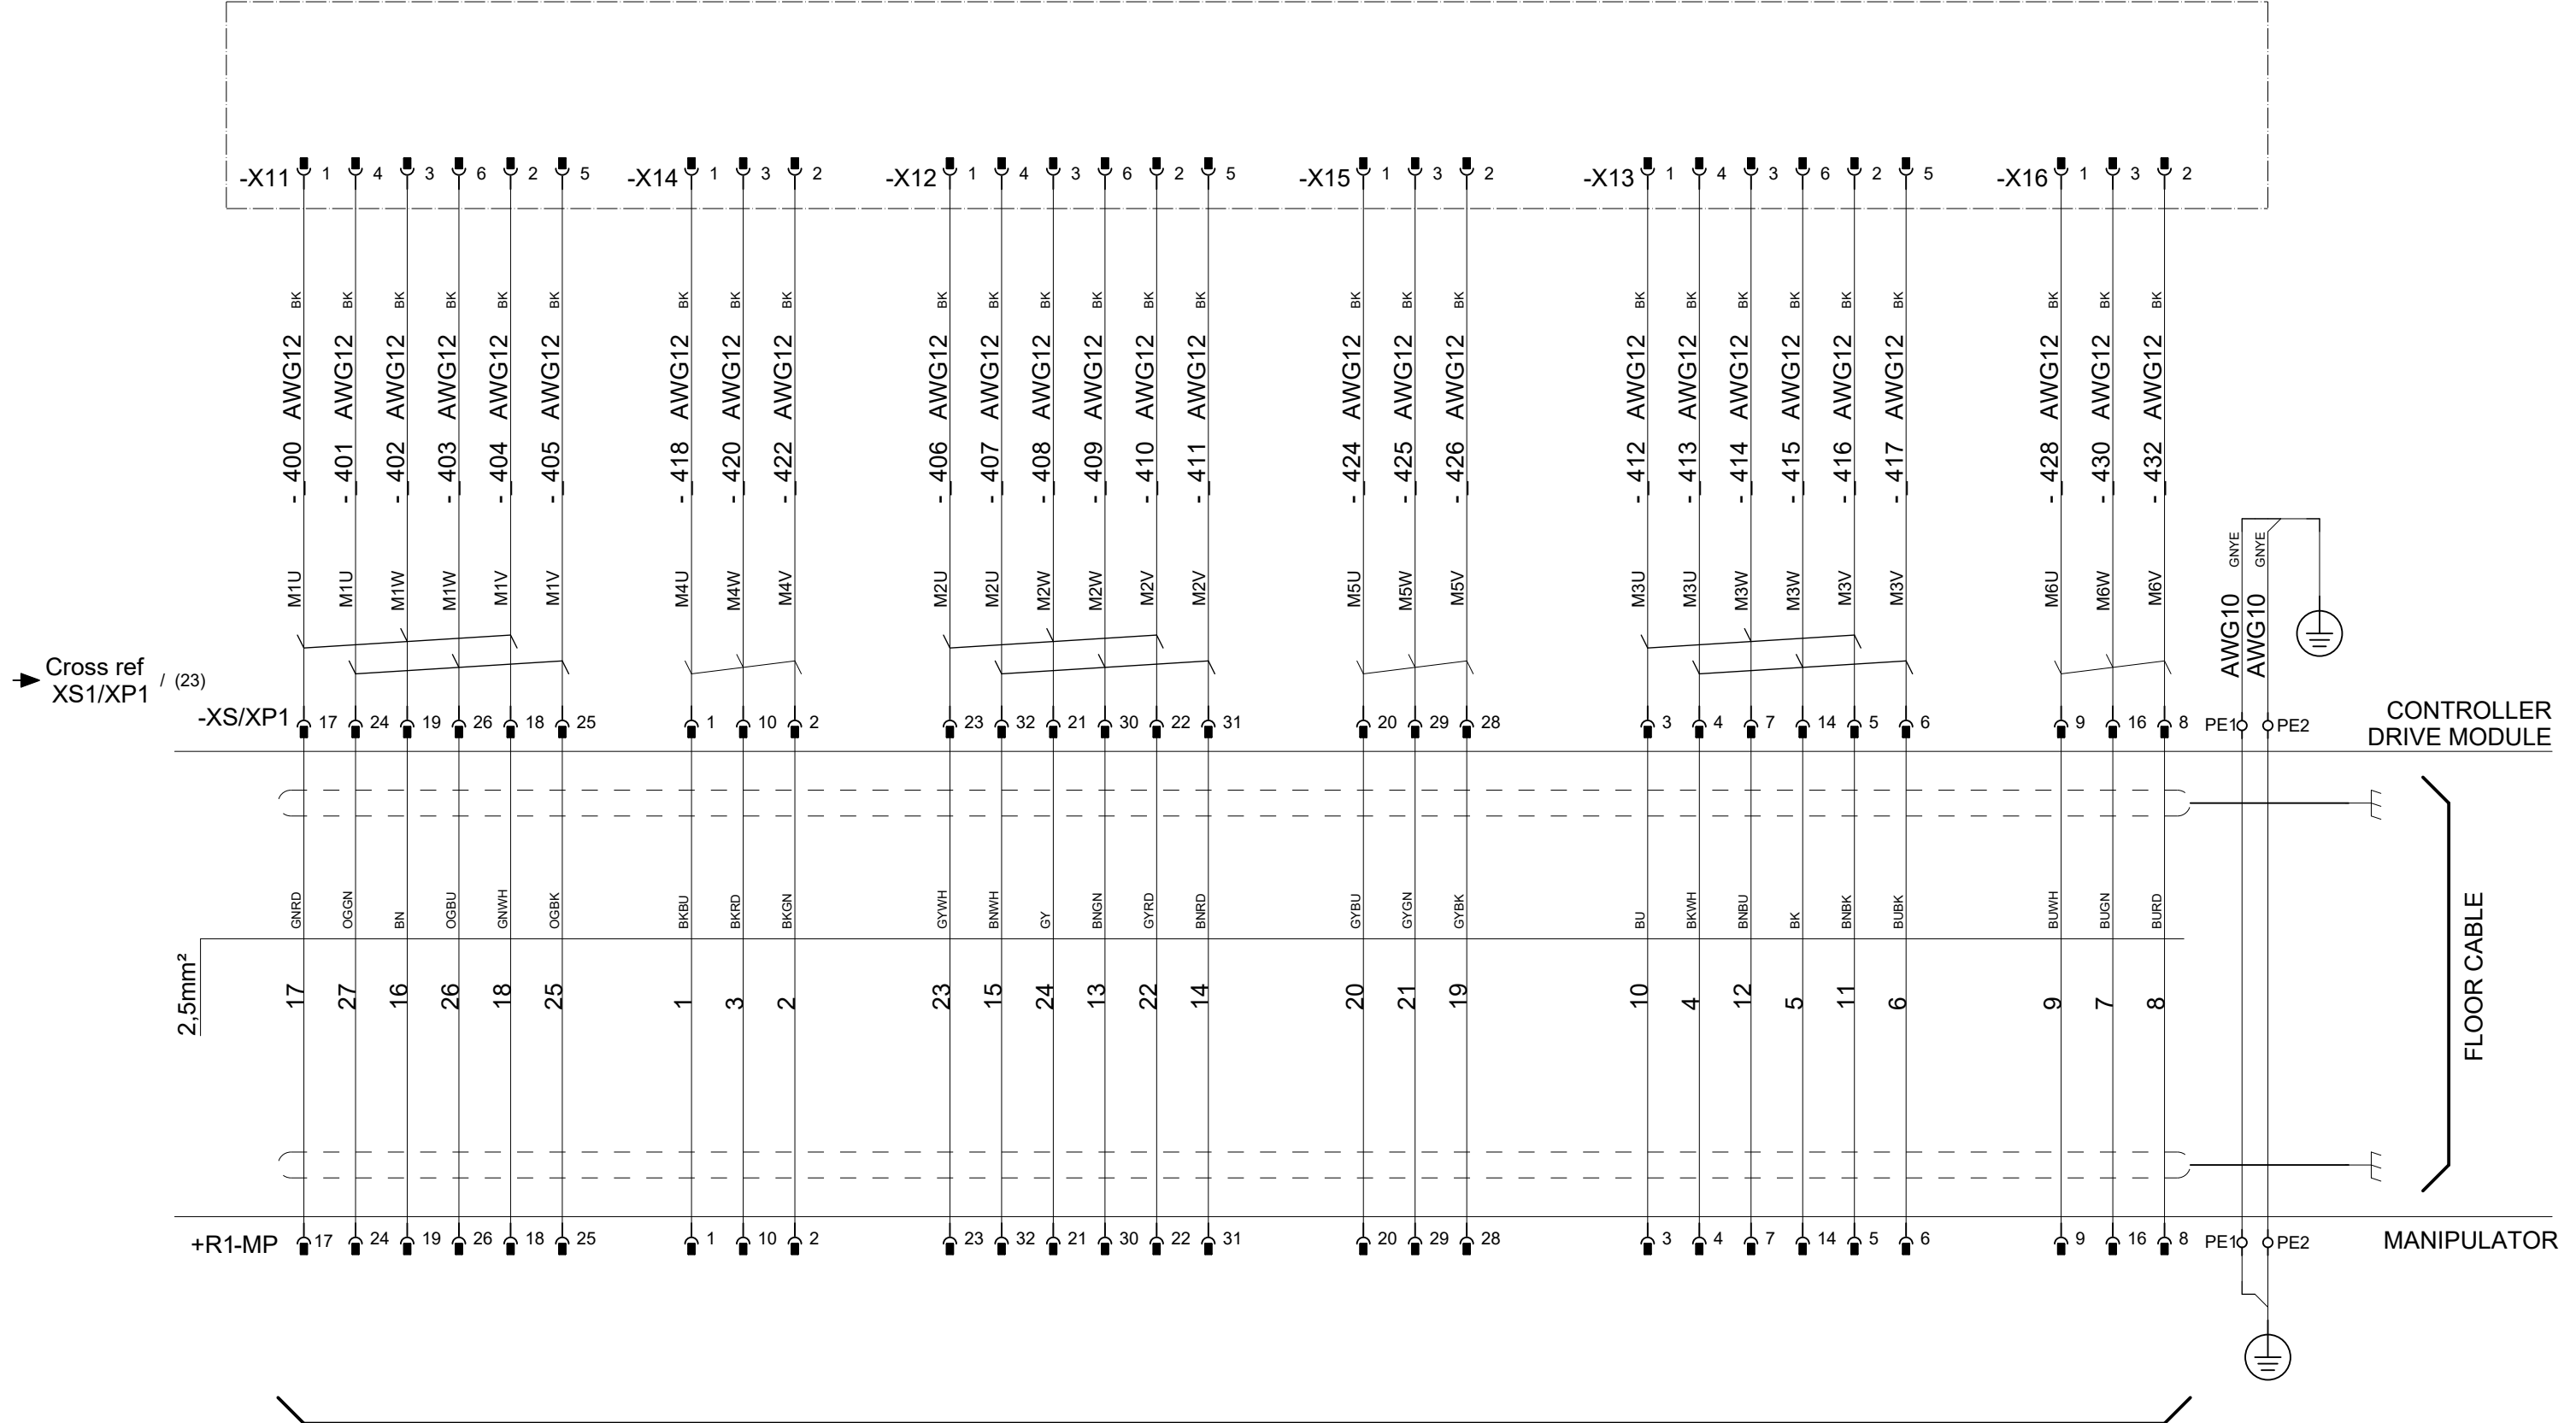 -X11 1 4 3 6 2 5 -X14 1 3 2 -X12 1 4 3 6 2 5 -X15 1 3 2 -X13 1 4 3 6 2 5 -X16 1 3 2
BK BK BK BK BK BK BK BK BK BK BK BK BK BK BK BK BK BK BK BK BK BK BK BK BK BK BK
AWG12 AWG12 AWG12 AWG12 AWG12 AWG12 AWG12 AWG12 AWG12 AWG12 AWG12 AWG12 AWG12 AWG12 AWG12 AWG12 AWG12 AWG12 AWG12 AWG12 AWG12 AWG12 AWG12 AWG12 AWG12 AWG12 AWG12
- 400 - 401 - 402 - 403 - 404 - 405 - 418 - 420 - 422 - 406 - 407 - 408 - 409 - 410 - 411 - 424 - 425 - 426 - 412 - 413 - 414 - 415 - 416 - 417 - 428 - 430 - 432
GNYE GNYE
M1U M1U M1W M1W M1V M1V M4U M4W M4V M2U M2U M2W M2W M2V M2V M5U M5W M5V M3U M3U M3W M3W M3V M3V M6U M6W M6V
AWG10 AWG10
Cross ref
XS1/XP1 / (23)
-XS/XP1 17 24 19 26 18 25 1 10 2 23 32 21 30 22 31 20 29 28 3 4 7 14 5 6 9 16 8 PE1 PE2
CONTROLLER
DRIVE MODULE
GNRD OGGN BN OGBU GNWH OGBK BKBU BKRD BKGN GYWH BNWH GY BNGN GYRD BNRD GYBU GYGN GYBK BU BKWH BNBU BK BNBK BUBK BUWH BUGN BURD
2,5mm²
17 27 16 26 18 25 1 3 2 23 15 24 13 22 14 20 21 19 10 4 12 5 11 6 9 7 8
FLOOR CABLE
+R1-MP 17 24 19 26 18 25 1 10 2 23 32 21 30 22 31 20 29 28 3 4 7 14 5 6 9 16 8 PE1 PE2
MANIPULATOR